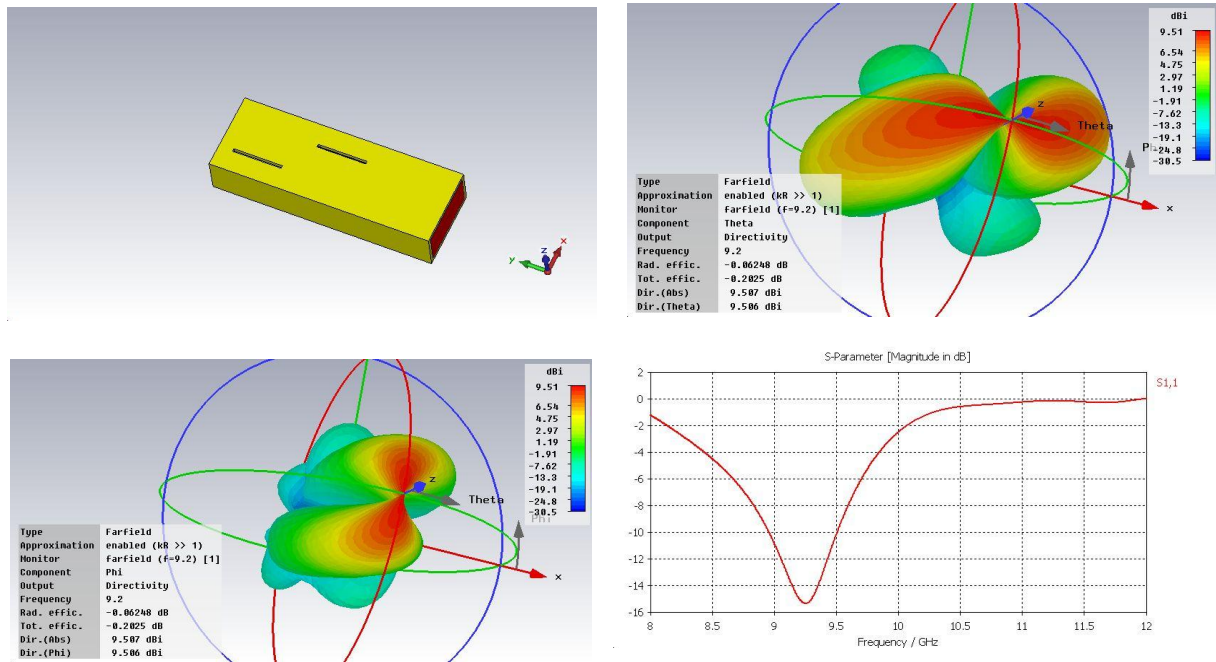 x
z
y
dBi
9.51
6.54
4.75
2.97
1.19
-1.91
-7.62
-13.3
-19.1
-24.8
-30.5
z
Theta
x
Type Farfield
Approximation enabled (kR >> 1)
Monitor farfield (f=9.2) [1]
Component Theta
Output Directivity
Frequency 9.2
Rad. effic. -0.06248 dB
Tot. effic. -0.2025 dB
Dir.(Abs) 9.507 dBi
Dir.(Theta) 9.506 dBi
dBi
9.51
6.54
4.75
2.97
1.19
-1.91
-7.62
-13.3
-19.1
-24.8
-30.5
z
Theta
Phi
x
Type Farfield
Approximation enabled (kR >> 1)
Monitor farfield (f=9.2) [1]
Component Phi
Output Directivity
Frequency 9.2
Rad. effic. -0.06248 dB
Tot. effic. -0.2025 dB
Dir.(Abs) 9.507 dBi
Dir.(Phi) 9.506 dBi
S-Parameter [Magnitude in dB]
S1,1
2
0
-2
-4
-6
-8
-10
-12
-14
-16
8 8.5 9 9.5 10 10.5 11 11.5 12
Frequency / GHz